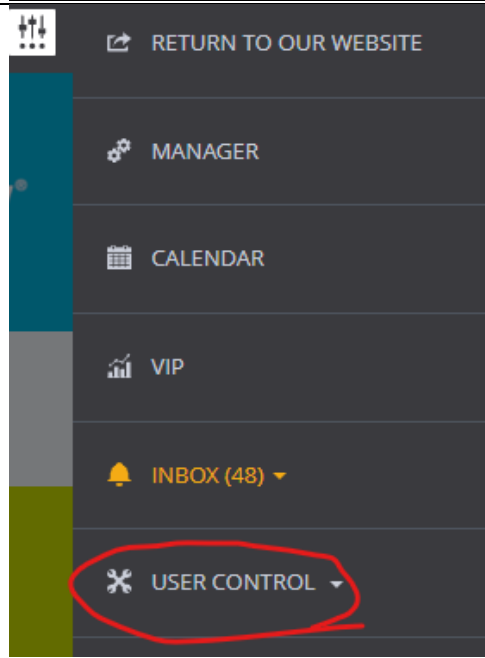 RETURN TO OUR WEBSITE
MANAGER
CALENDAR
VIP
INBOX (48)
USER CONTROL